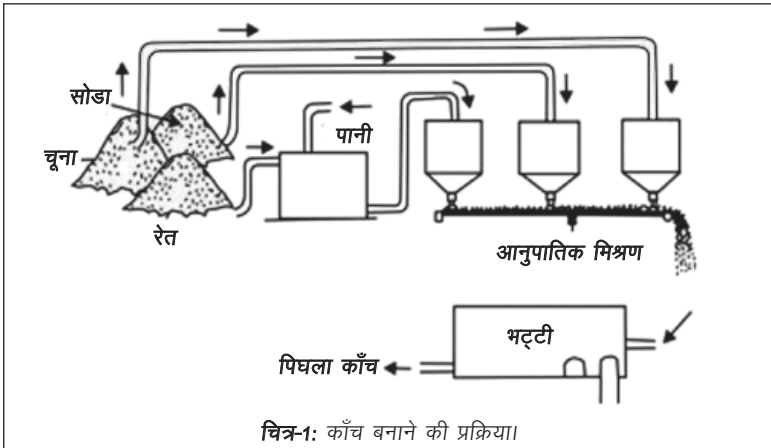 सोडा
चूना
पानी
रेत
आनुपातिक मिश्रण
भट्टी
पिघला काँच
चित्र-1: काँच बनाने की प्रक्रिया।